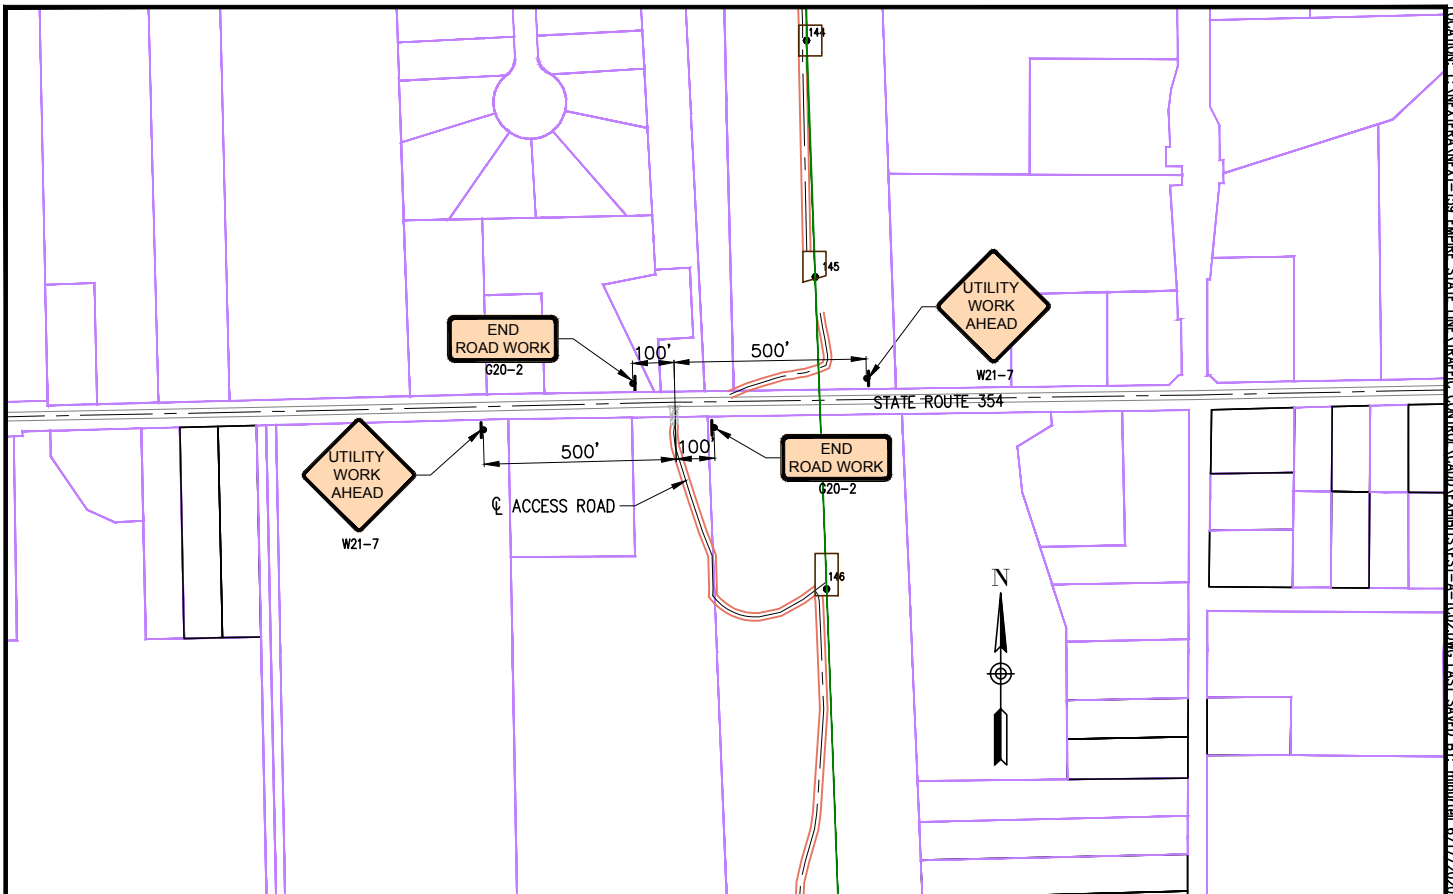 144
145
UTILITY
WORK
AHEAD
W21-7
END
ROAD WORK
G20-2
100'
500'
STATE ROUTE 354
UTILITY
WORK
AHEAD
W21-7
500'
100'
END
ROAD WORK
G20-2
℄ ACCESS ROAD
146
N